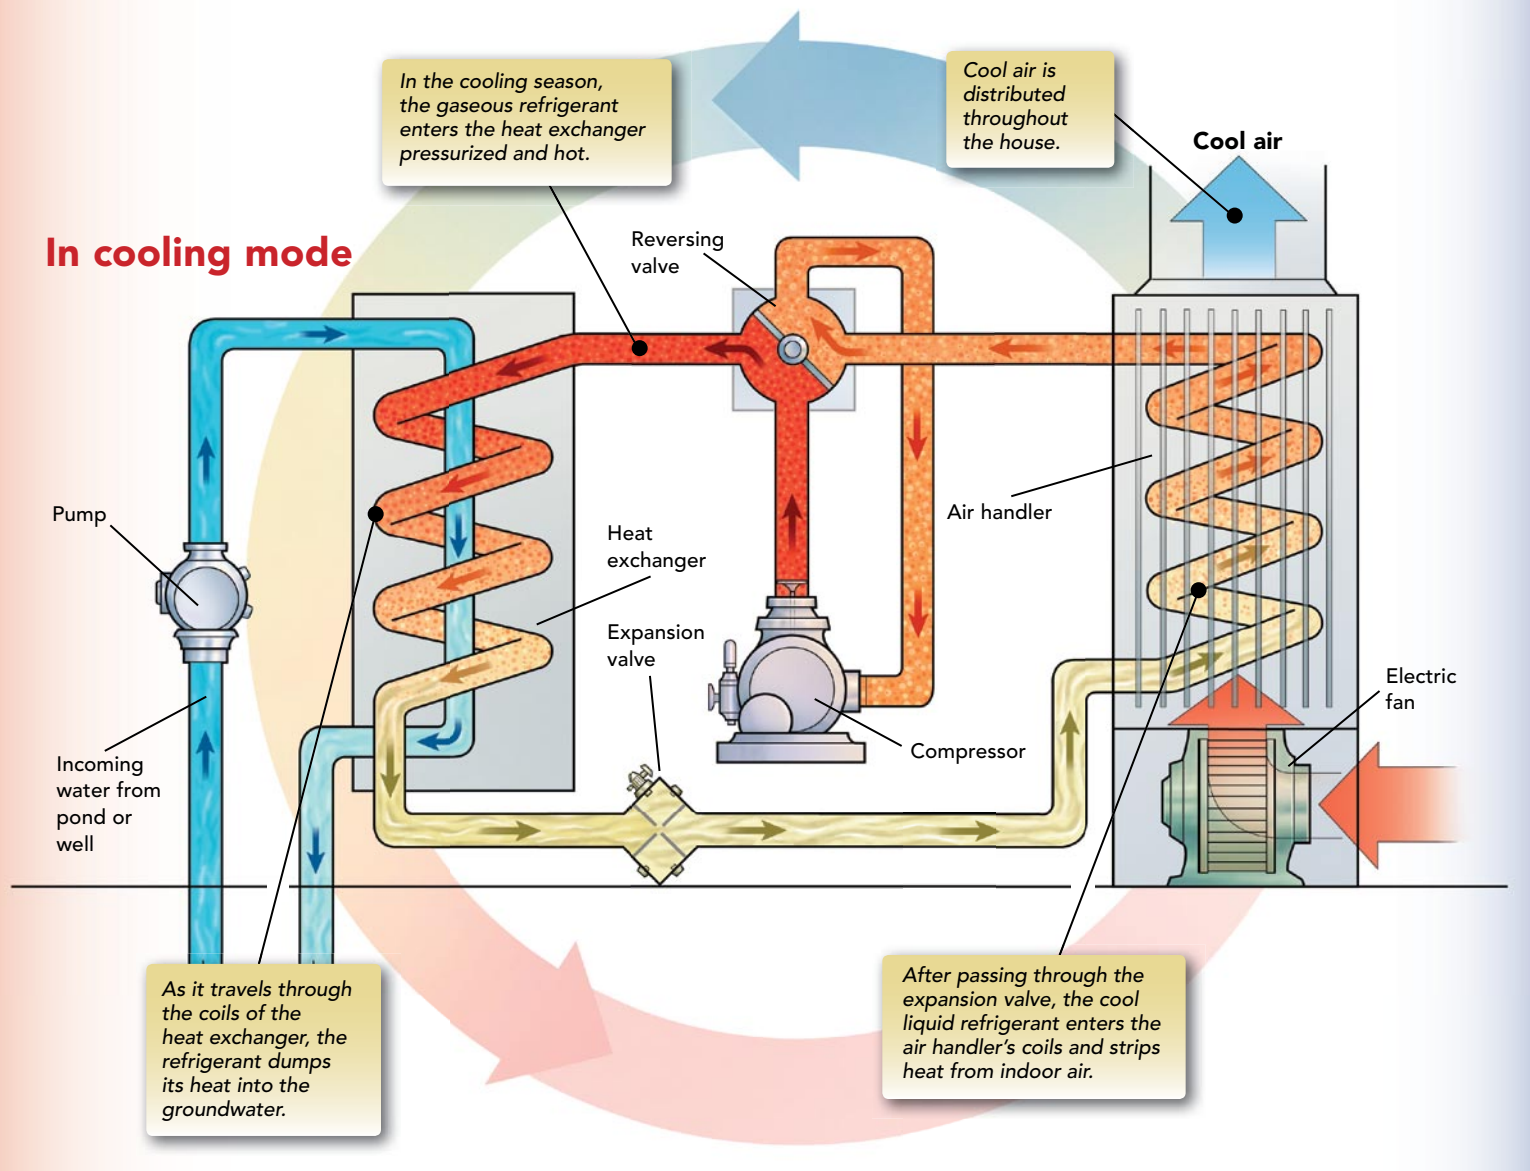 In the cooling season,
the gaseous refrigerant
enters the heat exchanger
pressurized and hot.
Cool air is
distributed
throughout
the house.
Cool air
In cooling mode
Reversing
valve
Pump
Air handler
Heat
exchanger
Expansion
valve
Electric
fan
Compressor
Incoming
water from
pond or
well
As it travels through
the coils of the
heat exchanger, the
refrigerant dumps
its heat into the
groundwater.
After passing through the
expansion valve, the cool
liquid refrigerant enters the
air handler's coils and strips
heat from indoor air.